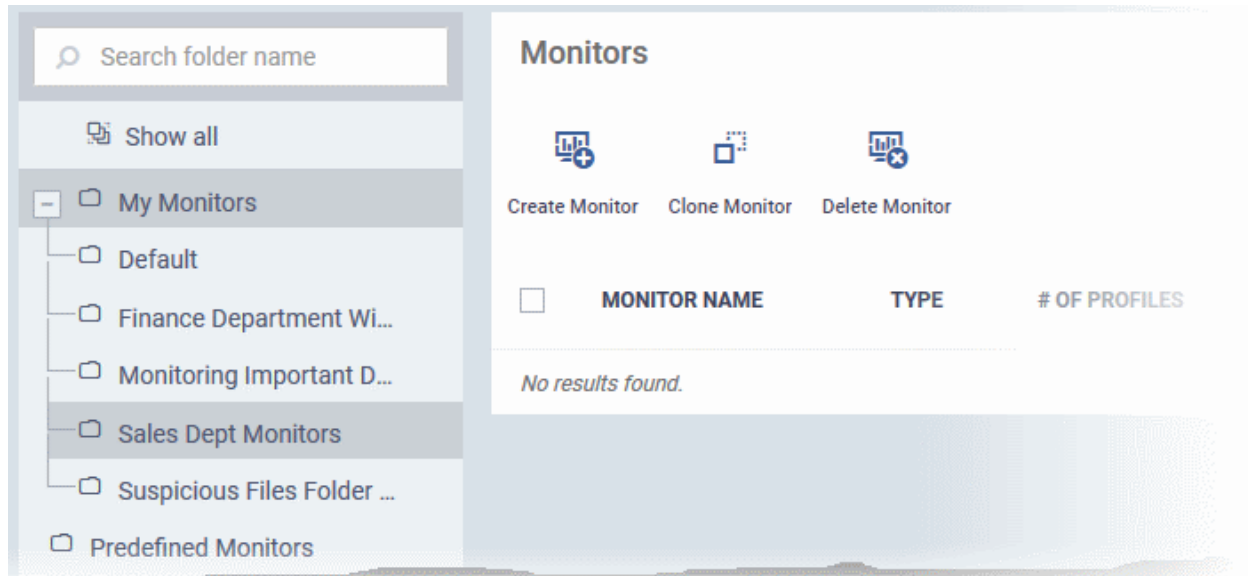 Search folder name
Show all
My Monitors
Default
Finance Department Wi...
Monitoring Important D...
Sales Dept Monitors
Suspicious Files Folder ...
Predefined Monitors
Monitors
Create Monitor Clone Monitor Delete Monitor
MONITOR NAME TYPE # OF PROFILES
No results found.